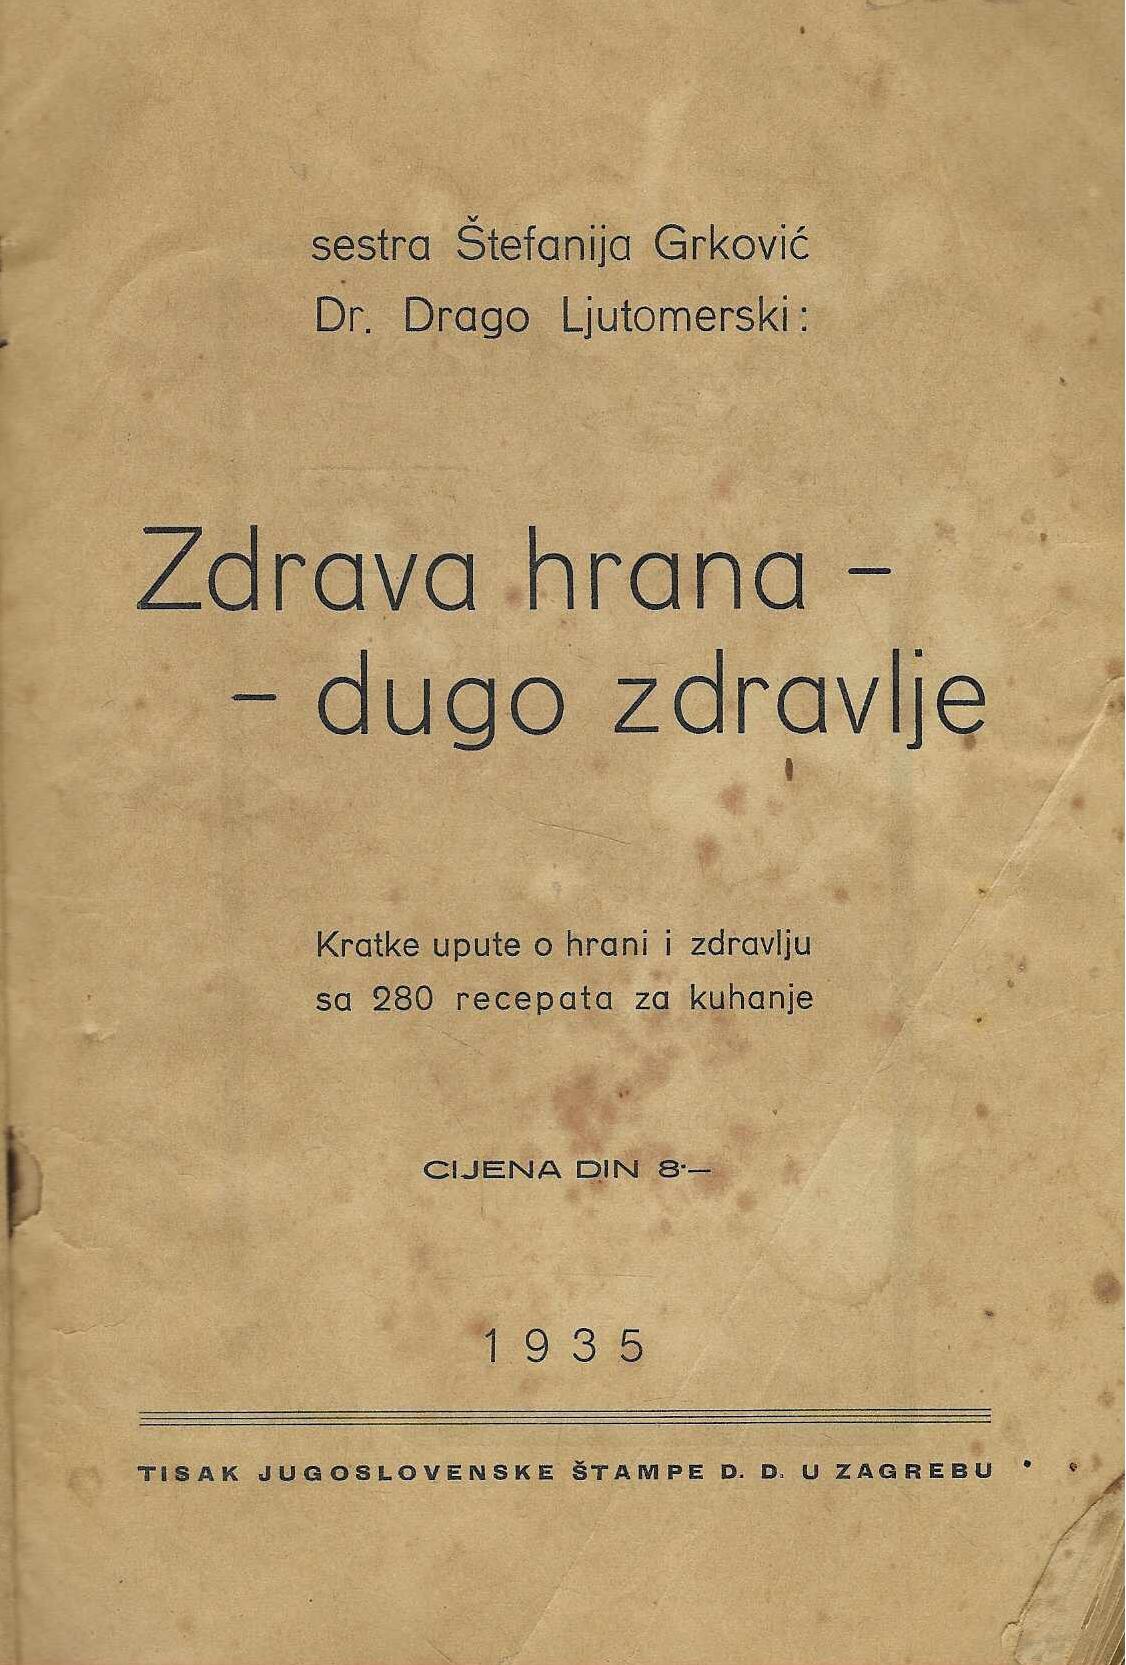 sestra Štefanija Grković
Dr. Drago Ljutomerski:
Zdrava hrana –
– dugo zdravlje
Kratke upute o hrani i zdravlju
sa 280 recepata za kuhanje
CIJENA DIN 8·—
1935
TISAK JUGOSLOVENSKE ŠTAMPE D. D. U ZAGREBU